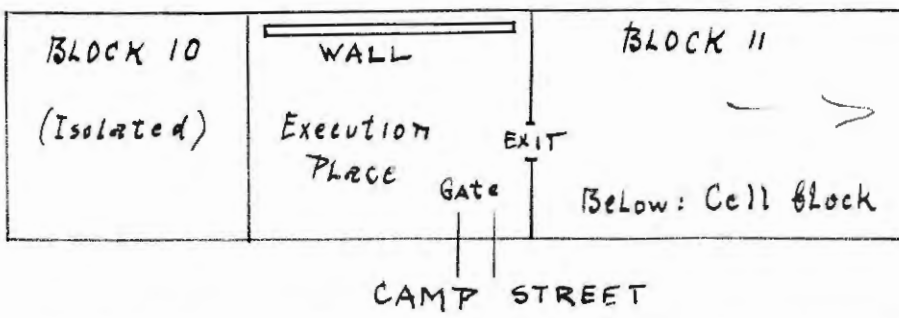 BLOCK 10
(Isolated)
WALL
Execution
Place
Gate
EXIT
BLOCK 11
Below: Cell block
CAMP STREET